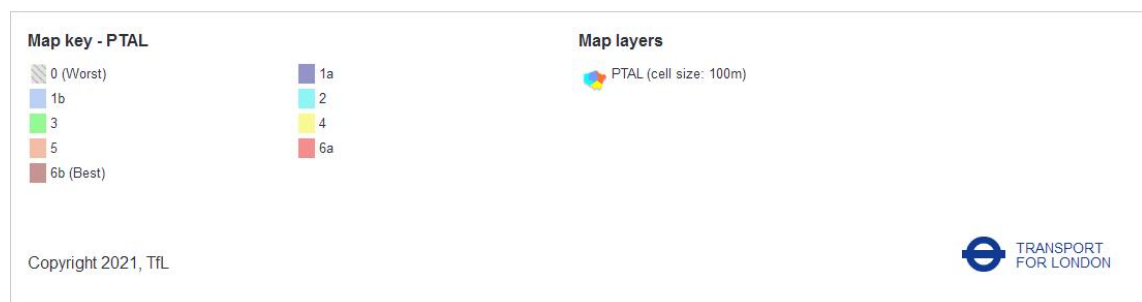 Map key - PTAL
0 (Worst)
1a
1b
2
3
4
5
6a
6b (Best)
Map layers
PTAL (cell size: 100m)
Copyright 2021, TfL
TRANSPORT
FOR LONDON